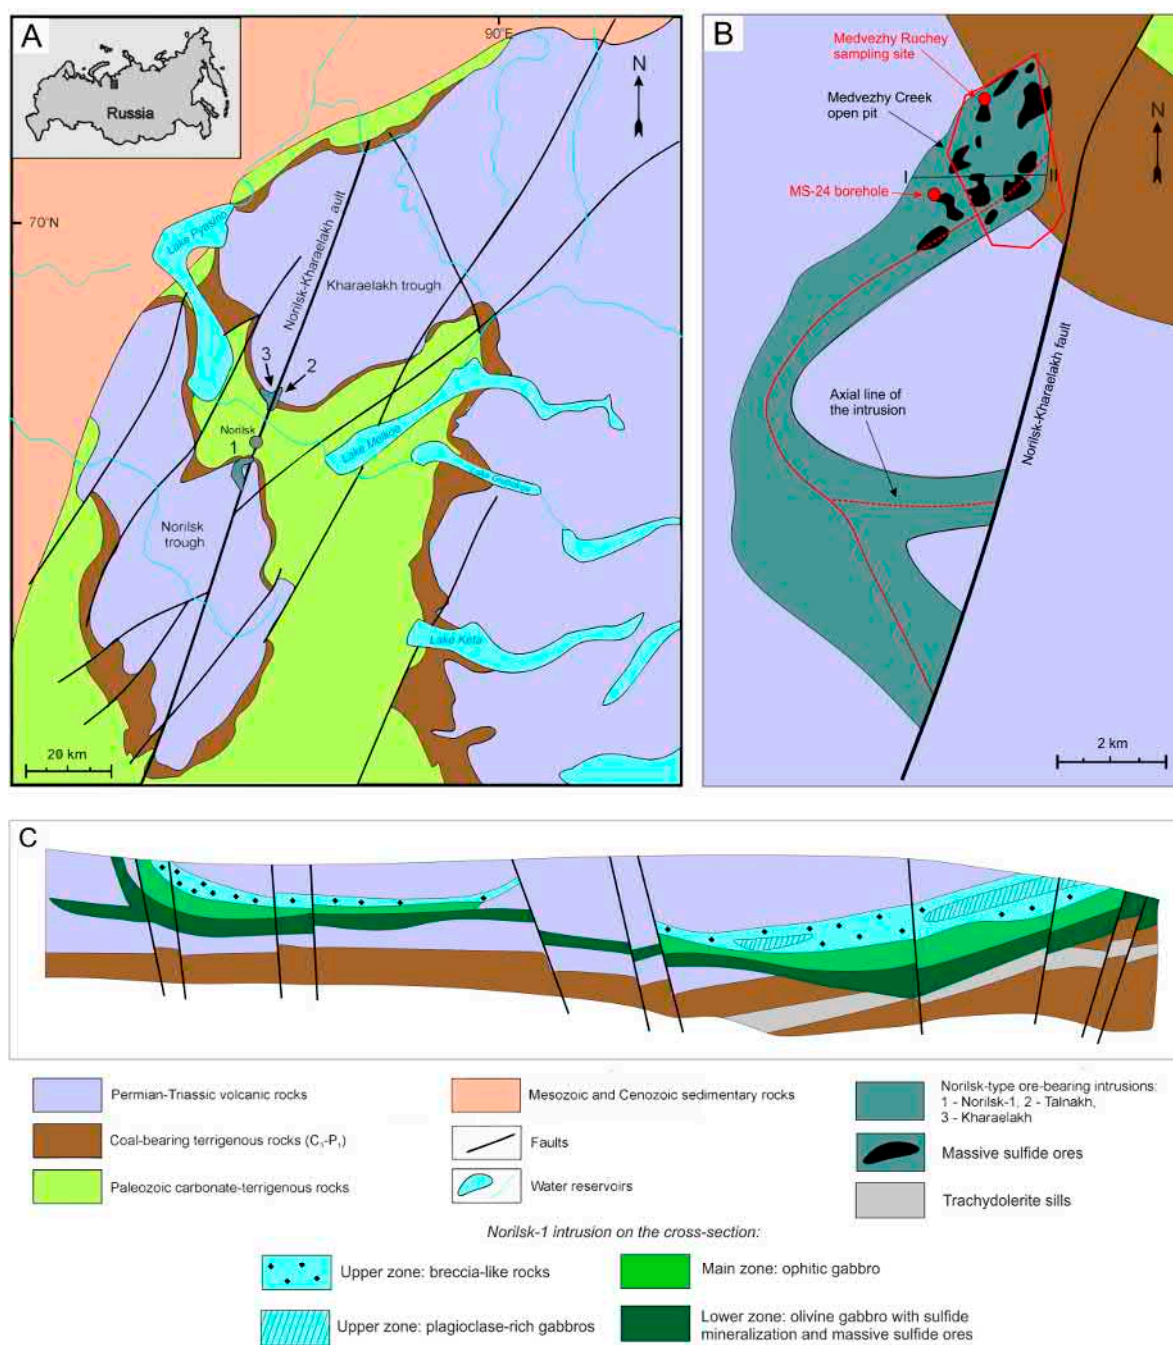 A
90°E
N
Russia
70°N
Lake Pyasino
Norilsk-Kharaelakh fault
Kharaelakh trough
3
2
Norilsk
1
Lake Melkoe
Norilsk
trough
Lake Keta
20 km
B
Medvezhy Ruchey
sampling site
Medvezhy Creek
open pit
N
I
II
MS-24 borehole
Axial line of
the intrusion
Norilsk-Kharaelakh fault
2 km
C
Permian-Triassic volcanic rocks
Coal-bearing terrigenous rocks (C₁-P₁)
Paleozoic carbonate-terrigenous rocks
Mesozoic and Cenozoic sedimentary rocks
Faults
Water reservoirs
Norilsk-type ore-bearing intrusions:
1 - Norilsk-1, 2 - Talnakh,
3 - Kharaelakh
Massive sulfide ores
Trachydolerite sills
Norilsk-1 intrusion on the cross-section:
Upper zone: breccia-like rocks
Upper zone: plagioclase-rich gabbros
Main zone: ophitic gabbro
Lower zone: olivine gabbro with sulfide
mineralization and massive sulfide ores